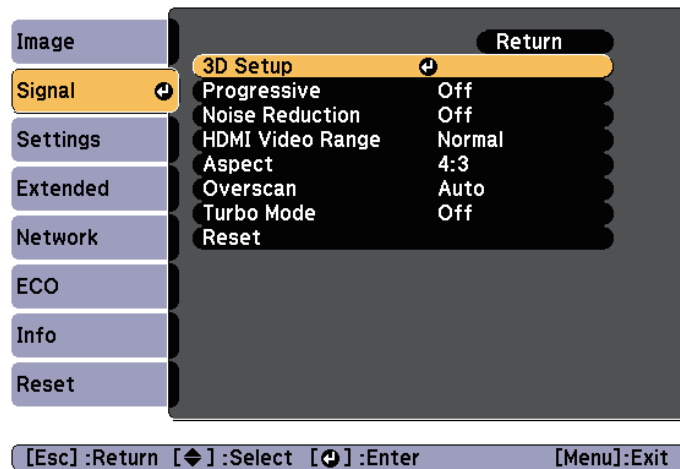 Image
Signal
Settings
Extended
Network
ECO
Info
Reset
Return
3D Setup
Progressive Off
Noise Reduction Off
HDMI Video Range Normal
Aspect 4:3
Overscan Auto
Turbo Mode Off
Reset
[Esc] :Return [◆] :Select [⏎] :Enter [Menu]:Exit